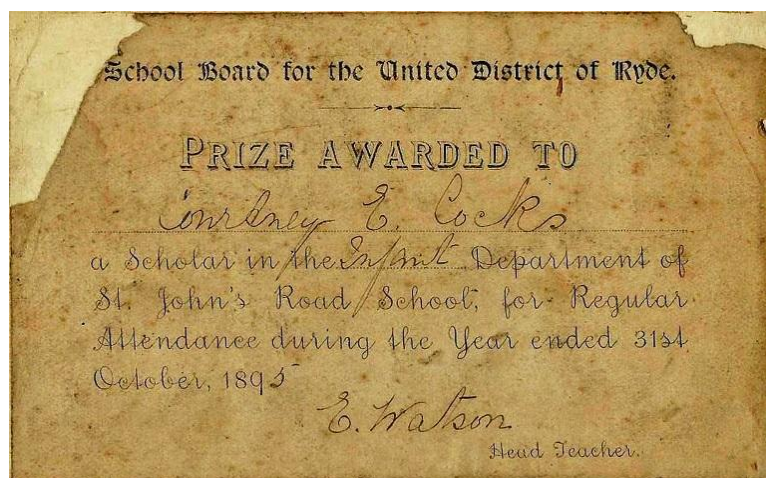 School Board for the United District of Ryde.
PRIZE AWARDED TO
Courtney E. Cocks
a Scholar in the Infant Department of
St. John's Road School, for Regular
Attendance during the Year ended 31st
October, 1895
E. Watson
Head Teacher.